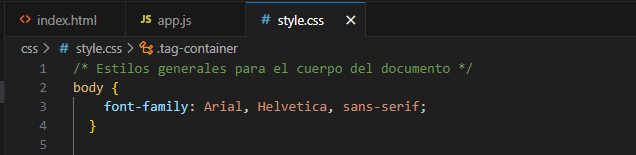 index.html JS app.js # style.css ×
css > # style.css > .tag-container
1 /* Estilos generales para el cuerpo del documento */
2 body {
3 font-family: Arial, Helvetica, sans-serif;
4 }
5